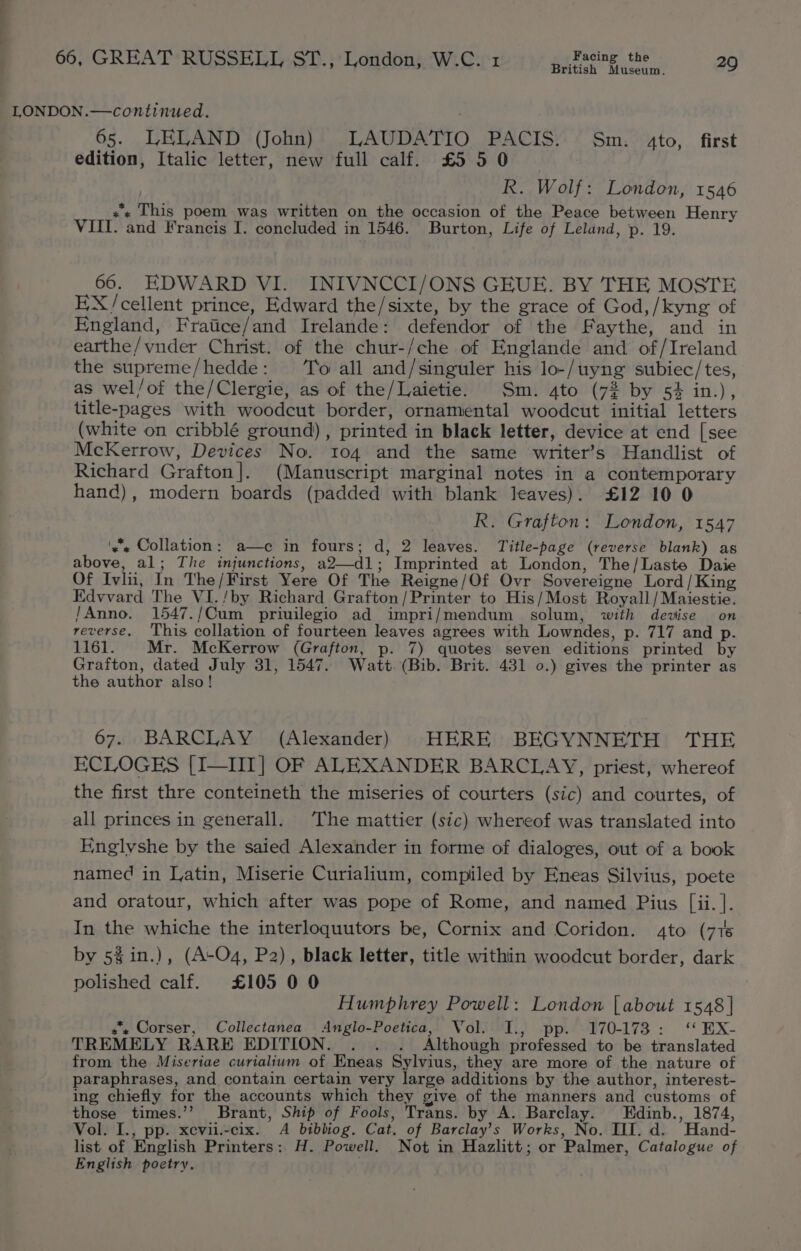 66, GREAT RUSSELL ST., London, W.C. 1 Facing the British Museum. 29
LONDON.—continued.
65. LELAND (John) LAUDATIO PACIS. Sm. 4to, first
edition, Italic letter, new full calf. £5 5 0
R. Wolf: London, 1546
⁂ This poem was written on the occasion of the Peace between Henry
VIII. and Francis I. concluded in 1546. Burton, Life of Leland, p. 19.
66. EDWARD VI. INIVNCCI/ONS GEUE. BY THE MOSTE
EX/cellent prince, Edward the/sixte, by the grace of God,/kyng of
England, Fraūce/and Irelande: defendor of the Faythe, and in
earthe/vnder Christ. of the chur-/che of Englande and of/Ireland
the supreme/hedde: To all and/singuler his lo-/uyng subiec/tes,
as wel/of the/Clergie, as of the/Laietie. Sm. 4to (7¾ by 5¾ in.),
title-pages with woodcut border, ornamental woodcut initial letters
(white on cribblé ground), printed in black letter, device at end [see
McKerrow, Devices No. 104 and the same writer's Handlist of
Richard Grafton]. (Manuscript marginal notes in a contemporary
hand), modern boards (padded with blank leaves). £12 10 0
R. Grafton: London, 1547
⁂ Collation: a—c in fours; d, 2 leaves. Title-page (reverse blank) as
above, a1; The injunctions, a2—d1; Imprinted at London, The/Laste Daie
Of Ivlii, In The/First Yere Of The Reigne/Of Ovr Sovereigne Lord/King
Edvvard The VI./by Richard Grafton/Printer to His/Most Royall/Maiestie.
/Anno. 1547./Cum priuilegio ad impri/mendum solum, with devise on
reverse. This collation of fourteen leaves agrees with Lowndes, p. 717 and p.
1161. Mr. McKerrow (Grafton, p. 7) quotes seven editions printed by
Grafton, dated July 31, 1547. Watt (Bib. Brit. 431 o.) gives the printer as
the author also!
67. BARCLAY (Alexander) HERE BEGYNNETH THE
ECLOGES [I—III] OF ALEXANDER BARCLAY, priest, whereof
the first thre conteineth the miseries of courters (sic) and courtes, of
all princes in generall. The mattier (sic) whereof was translated into
Englyshe by the saied Alexander in forme of dialoges, out of a book
named in Latin, Miserie Curialium, compiled by Eneas Silvius, poete
and oratour, which after was pope of Rome, and named Pius [ii.].
In the whiche the interloquutors be, Cornix and Coridon. 4to
by in.), (A-O4, P2), black letter, title within woodcut border, dark
polished calf. £105 0 0
Humphrey Powell: London [about 1548]
⁂ Corser, Collectanea Anglo-Poetica, Vol. I., pp. 170-173: “EX-
TREMELY RARE EDITION. . . . Although professed to be translated
from the Miseriae curialium of Eneas Sylvius, they are more of the nature of
paraphrases, and contain certain very large additions by the author, interest-
ing chiefly for the accounts which they give of the manners and customs of
those times.” Brant, Ship of Fools, Trans. by A. Barclay. Edinb., 1874,
Vol. I., pp. xcvii.-cix. A bibliog. Cat. of Barclay's Works, No. III. d. Hand-
list of English Printers: H. Powell. Not in Hazlitt; or Palmer, Catalogue of
English poetry.